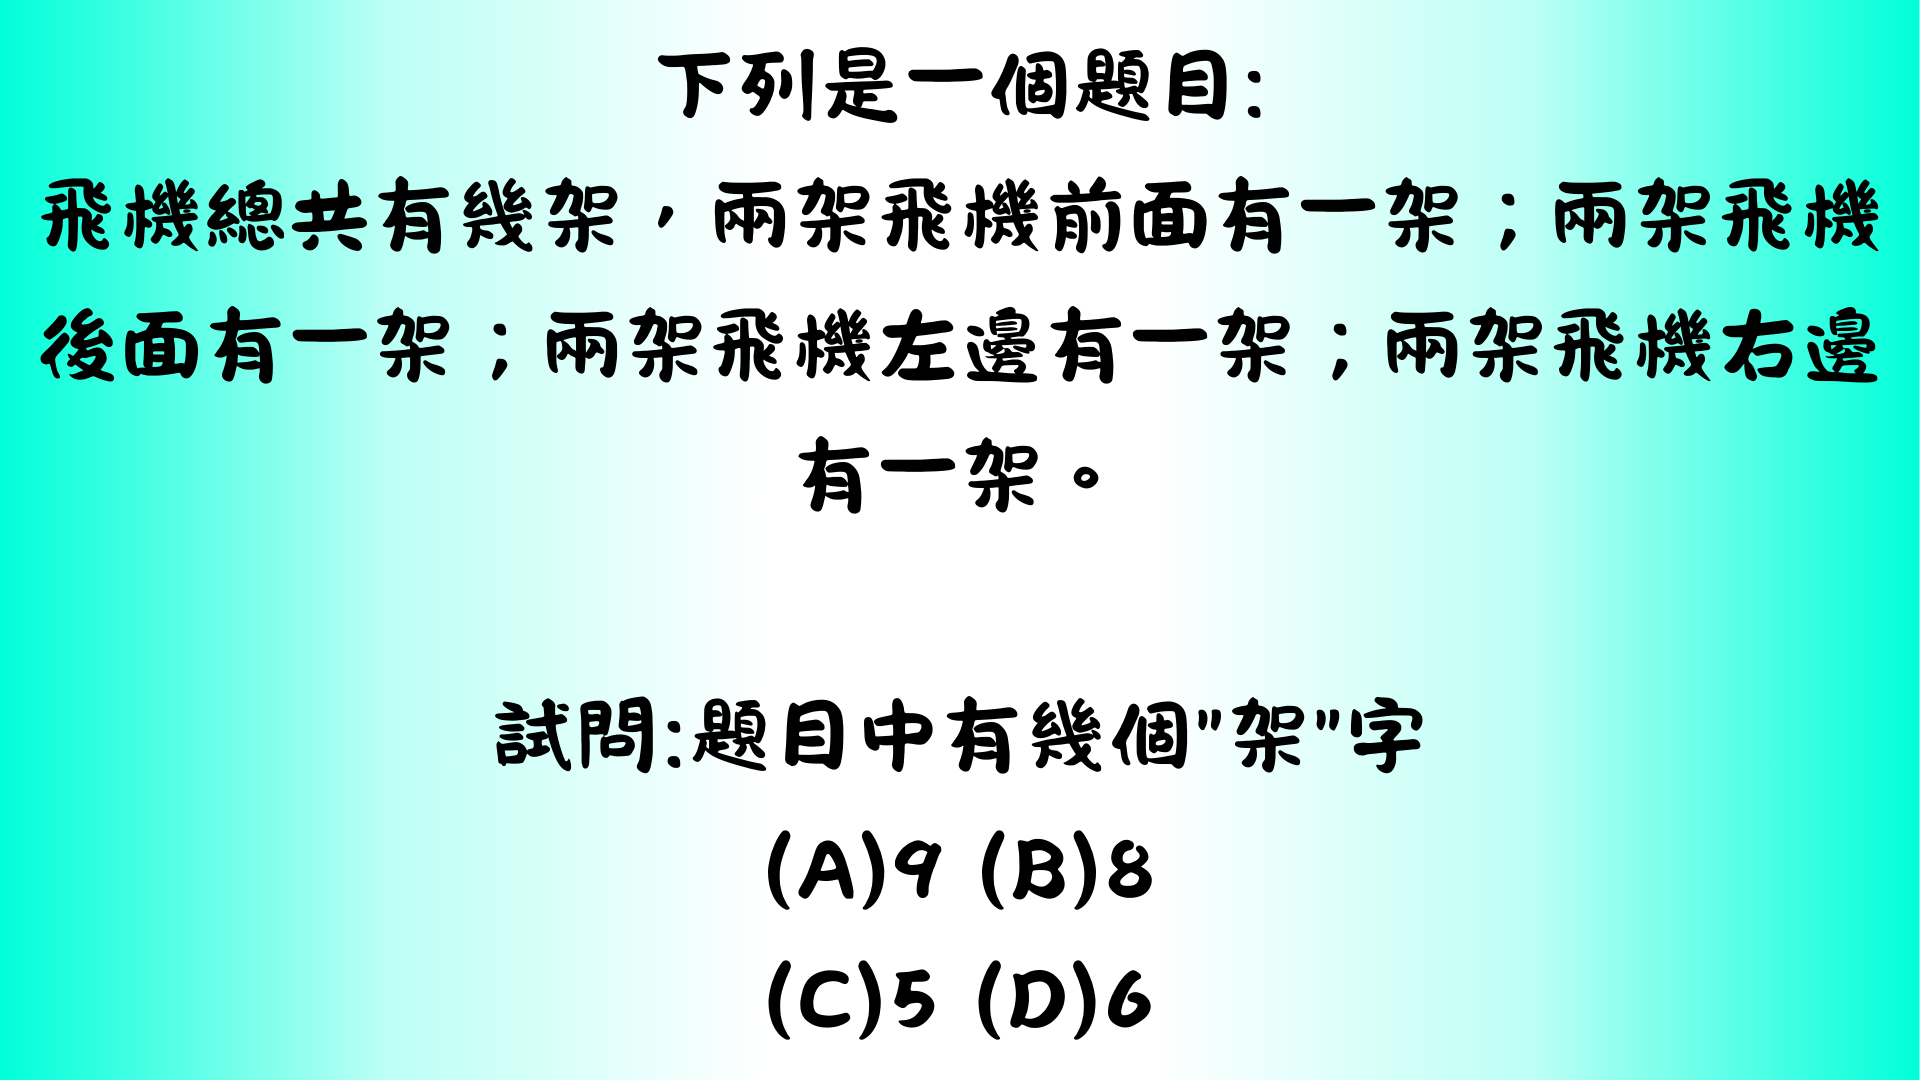 下列是一個題目:
飛機總共有幾架，兩架飛機前面有一架；兩架飛機
後面有一架；兩架飛機左邊有一架；兩架飛機右邊
有一架。
試問:題目中有幾個"架"字
(A)9 (B)8
(C)5 (D)6